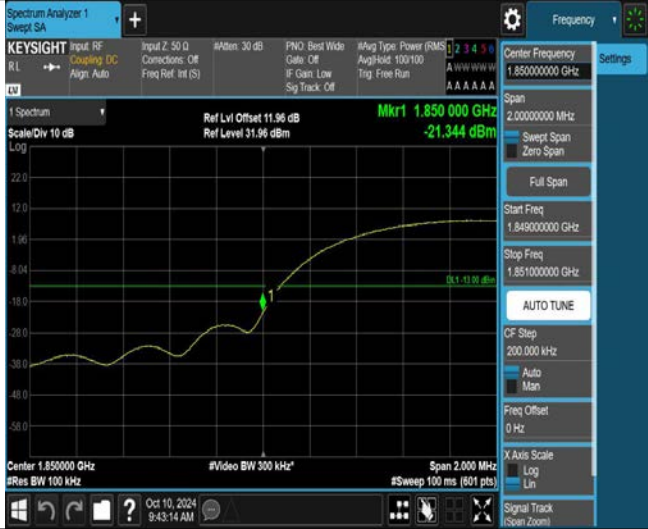 Spectrum Analyzer 1
Swept SA
+
Frequency
KEYSIGHT
RL
Input: RF
Coupling: DC
Align: Auto
Input Z: 50 Ω
Corrections: Off
Freq Ref: Int (S)
#Atten: 30 dB
PNO: Best Wide
Gate: Off
IF Gain: Low
Sig Track: Off
#Avg Type: Power (RMS
Avg|Hold: 100/100
Trig: Free Run
1 2 3 4 5 6
A W W W W W
A A A A A A
1 Spectrum
Scale/Div 10 dB
Log
Ref Lvl Offset 11.96 dB
Ref Level 31.96 dBm
Mkr1 1.850 000 GHz
-21.344 dBm
22.0
12.0
1.96
-8.04
-18.0
-28.0
-38.0
-48.0
-58.0
DL1 -13.00 dBm
1
Center 1.850000 GHz
#Res BW 100 kHz
#Video BW 300 kHz*
Span 2.000 MHz
#Sweep 100 ms (601 pts)
Center Frequency
1.850000000 GHz
Settings
Span
2.00000000 MHz
Swept Span
Zero Span
Full Span
Start Freq
1.849000000 GHz
Stop Freq
1.851000000 GHz
AUTO TUNE
CF Step
200.000 kHz
Auto
Man
Freq Offset
0 Hz
X Axis Scale
Log
Lin
Signal Track
(Span Zoom)
?
Oct 10, 2024
9:43:14 AM